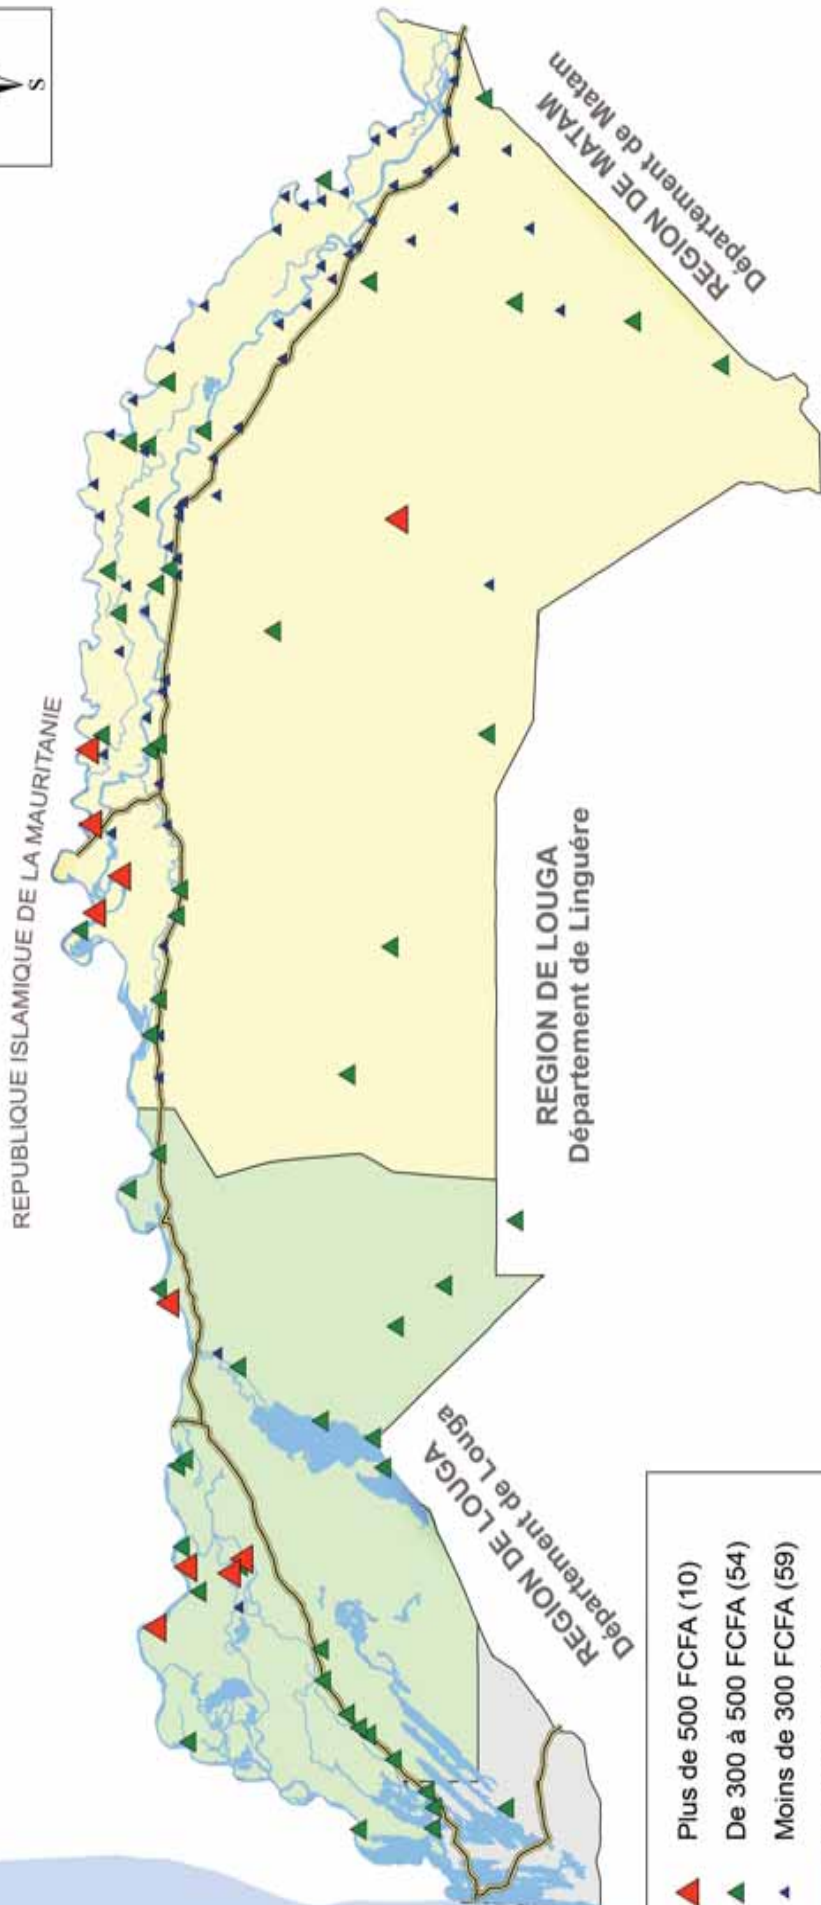 S
REPUBLIQUE ISLAMIQUE DE LA MAURITANIE
REGION DE MATAM
Département de Matam
REGION DE LOUGA
Département de Linguére
REGION DE LOUGA
Département de Louga
Plus de 500 FCFA (10)
De 300 à 500 FCFA (54)
Moins de 300 FCFA (59)